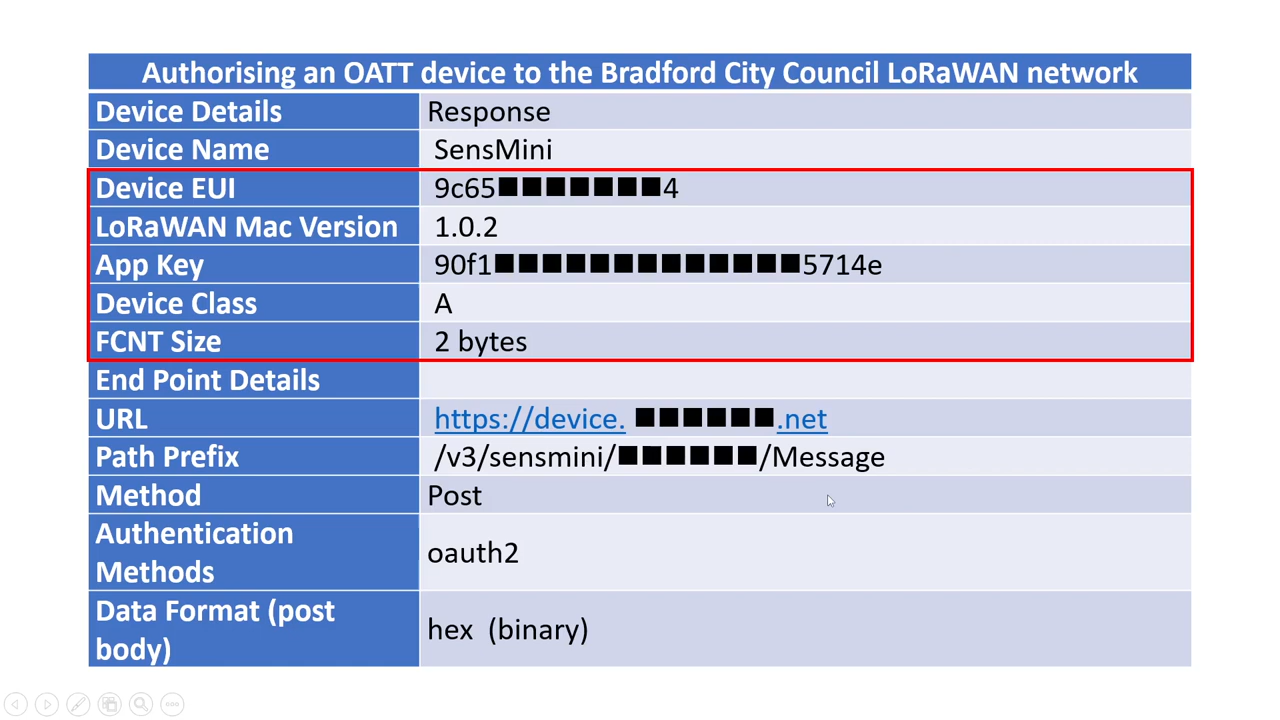 Authorising an OATT device to the Bradford City Council LoRaWAN network
Device Details Response
Device Name SensMini
Device EUI 9c65■■■■■■■4
LoRaWAN Mac Version 1.0.2
App Key 90f1■■■■■■■■■■■■■5714e
Device Class A
FCNT Size 2 bytes
End Point Details
URL https://device. ■■■■■■.net
Path Prefix /v3/sensmini/■■■■■■/Message
Method Post
Authentication
Methods oauth2
Data Format (post
body) hex (binary)